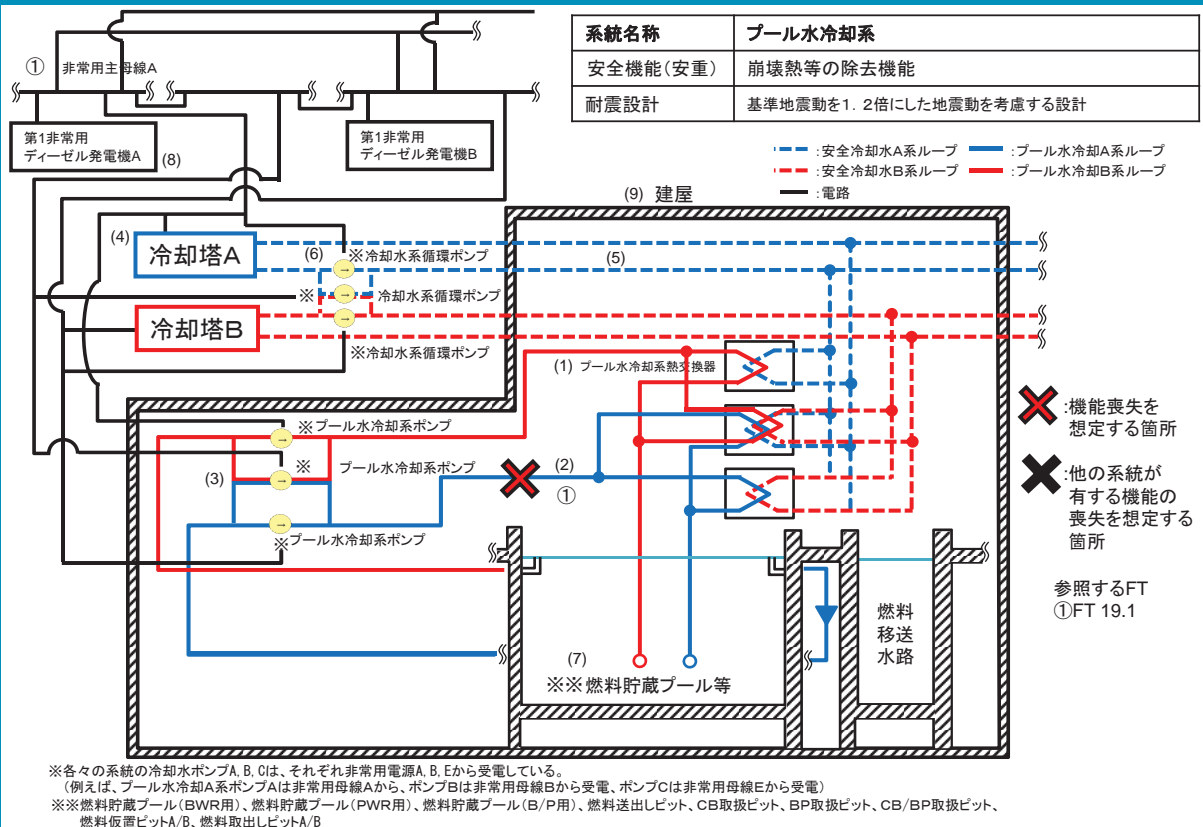 系統名称 プール水冷却系
安全機能(安重) 崩壊熱等の除去機能
耐震設計 基準地震動を1.2倍にした地震動を考慮する設計
① 非常用主母線A
第1非常用
ディーゼル発電機A
(8)
第1非常用
ディーゼル発電機B
:安全冷却水A系ループ :プール水冷却A系ループ
:安全冷却水B系ループ :プール水冷却B系ループ
:電路
(9) 建屋
(4)
冷却塔A
(6)
※冷却水系循環ポンプ
(5)
※ 冷却水系循環ポンプ
冷却塔B
※冷却水系循環ポンプ
(1) プール水冷却系熱交換器
※プール水冷却系ポンプ
※
プール水冷却系ポンプ
(3)
(2)
①
※プール水冷却系ポンプ
:機能喪失を
想定する箇所
:他の系統が
有する機能の
喪失を想定する
箇所
参照するFT
①FT 19.1
燃料
移送
水路
(7)
※※燃料貯蔵プール等
※各々の系統の冷却水ポンプA, B, Cは、それぞれ非常用電源A, B, Eから受電している。
(例えば、プール水冷却A系ポンプAは非常用母線Aから、ポンプBは非常用母線Bから受電、ポンプCは非常用母線Eから受電)
※※燃料貯蔵プール(BWR用)、燃料貯蔵プール(PWR用)、燃料貯蔵プール(B/P用)、燃料送出しピット、CB取扱ピット、BP取扱ピット、CB/BP取扱ピット、
燃料仮置ピットA/B、燃料取出しピットA/B